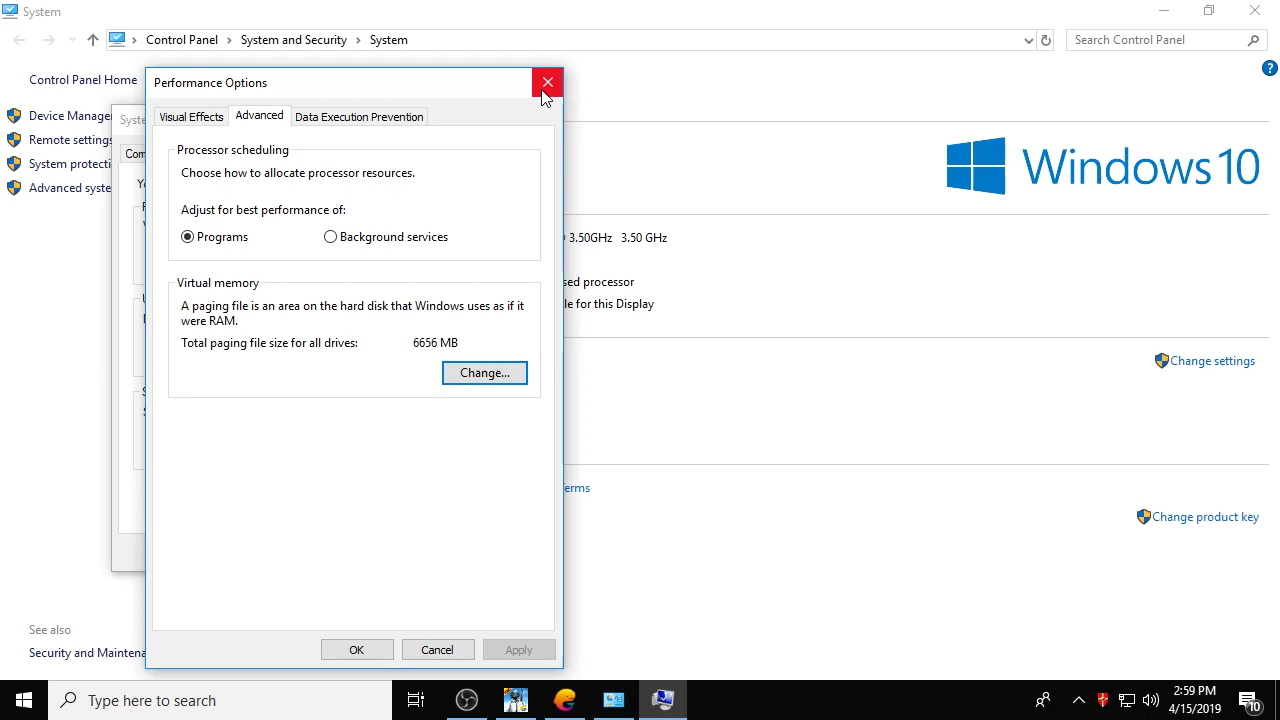 System
Control Panel
System and Security
System
Search Control Panel
Control Panel Home
Device Manage
Remote settings
System protecti
Advanced syste
Performance Options
Visual Effects
Advanced
Data Execution Prevention
Processor scheduling
Choose how to allocate processor resources.
Adjust for best performance of:
Programs
Background services
Virtual memory
A paging file is an area on the hard disk that Windows uses as if it
were RAM.
Total paging file size for all drives:
6656 MB
Change...
OK
Cancel
Apply
Syst
Com
Windows 10
3.50GHz 3.50 GHz
sed processor
le for this Display
Change settings
erms
Change product key
See also
Security and Maintena
Type here to search
2:59 PM
4/15/2019
10